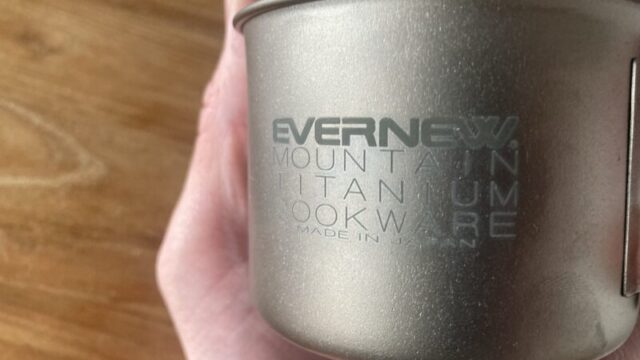 EVERNEW.
MOUNTAIN
TITANIUM
COOKWARE
MADE IN JAPAN